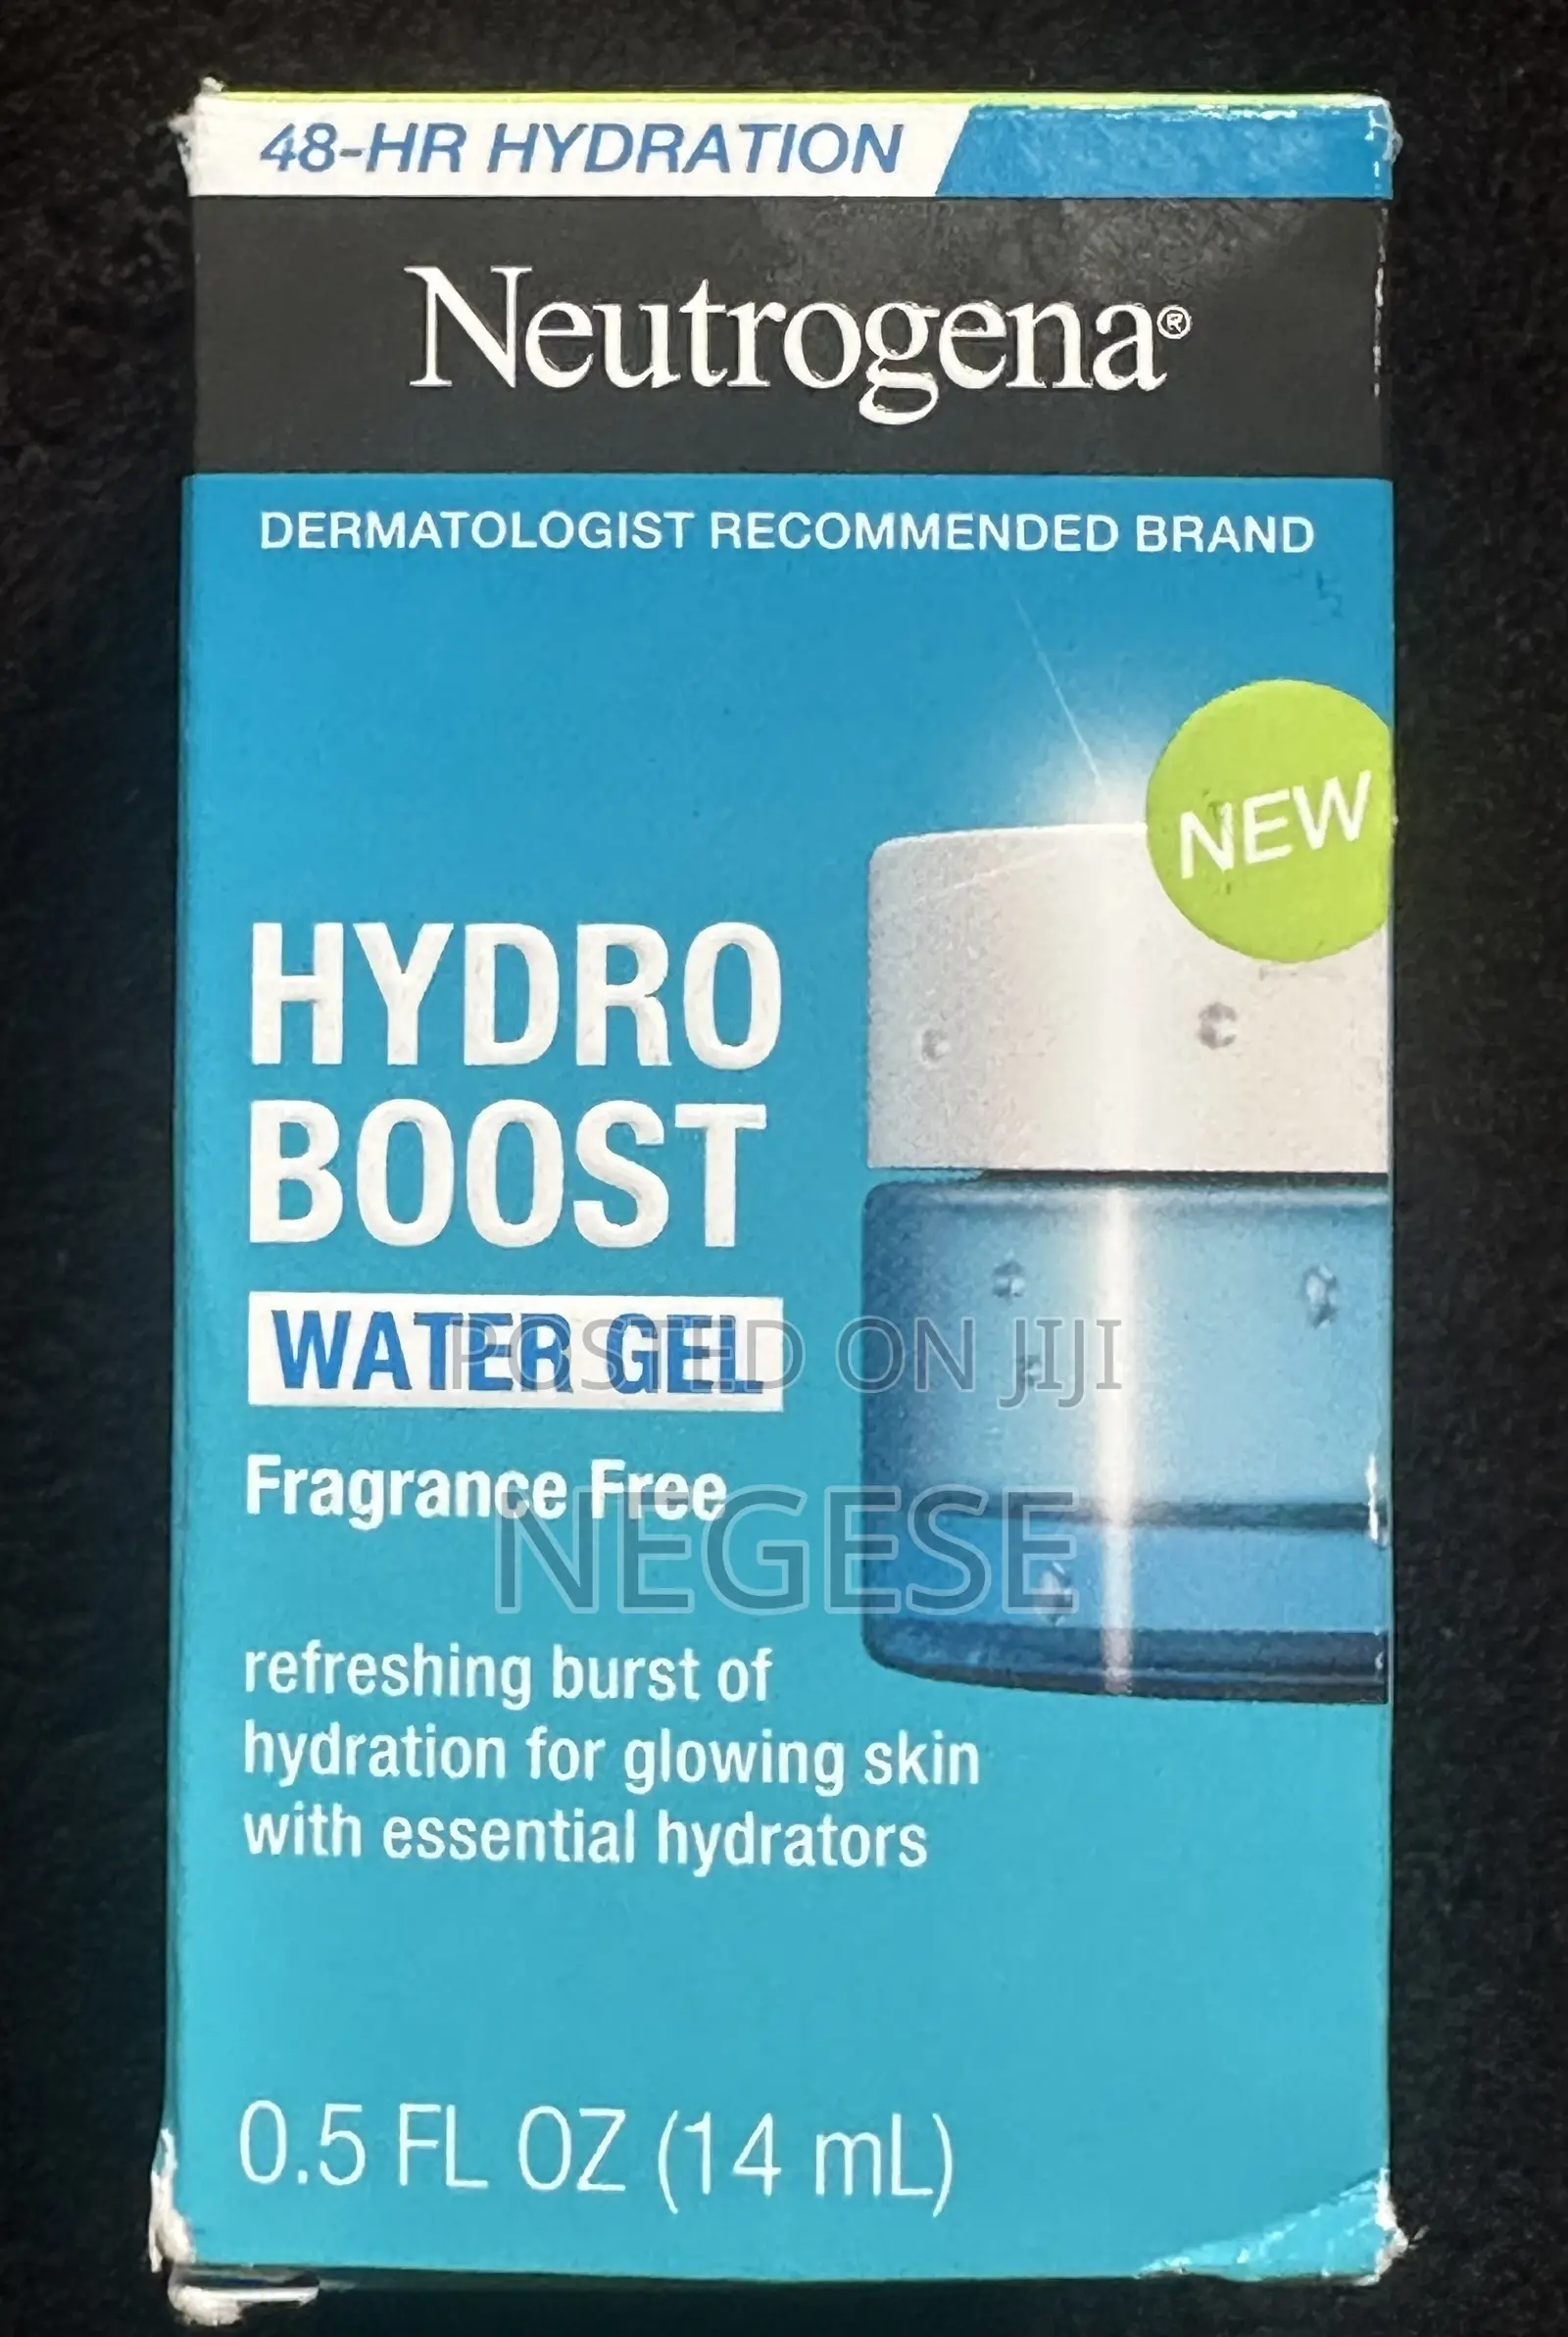 48-HR HYDRATION
Neutrogena®
DERMATOLOGIST RECOMMENDED BRAND
NEW
HYDRO
BOOST
WATER GEL
POSTED ON JIJI
Fragrance Free
NEGESE
refreshing burst of
hydration for glowing skin
with essential hydrators
0.5 FL OZ (14 mL)